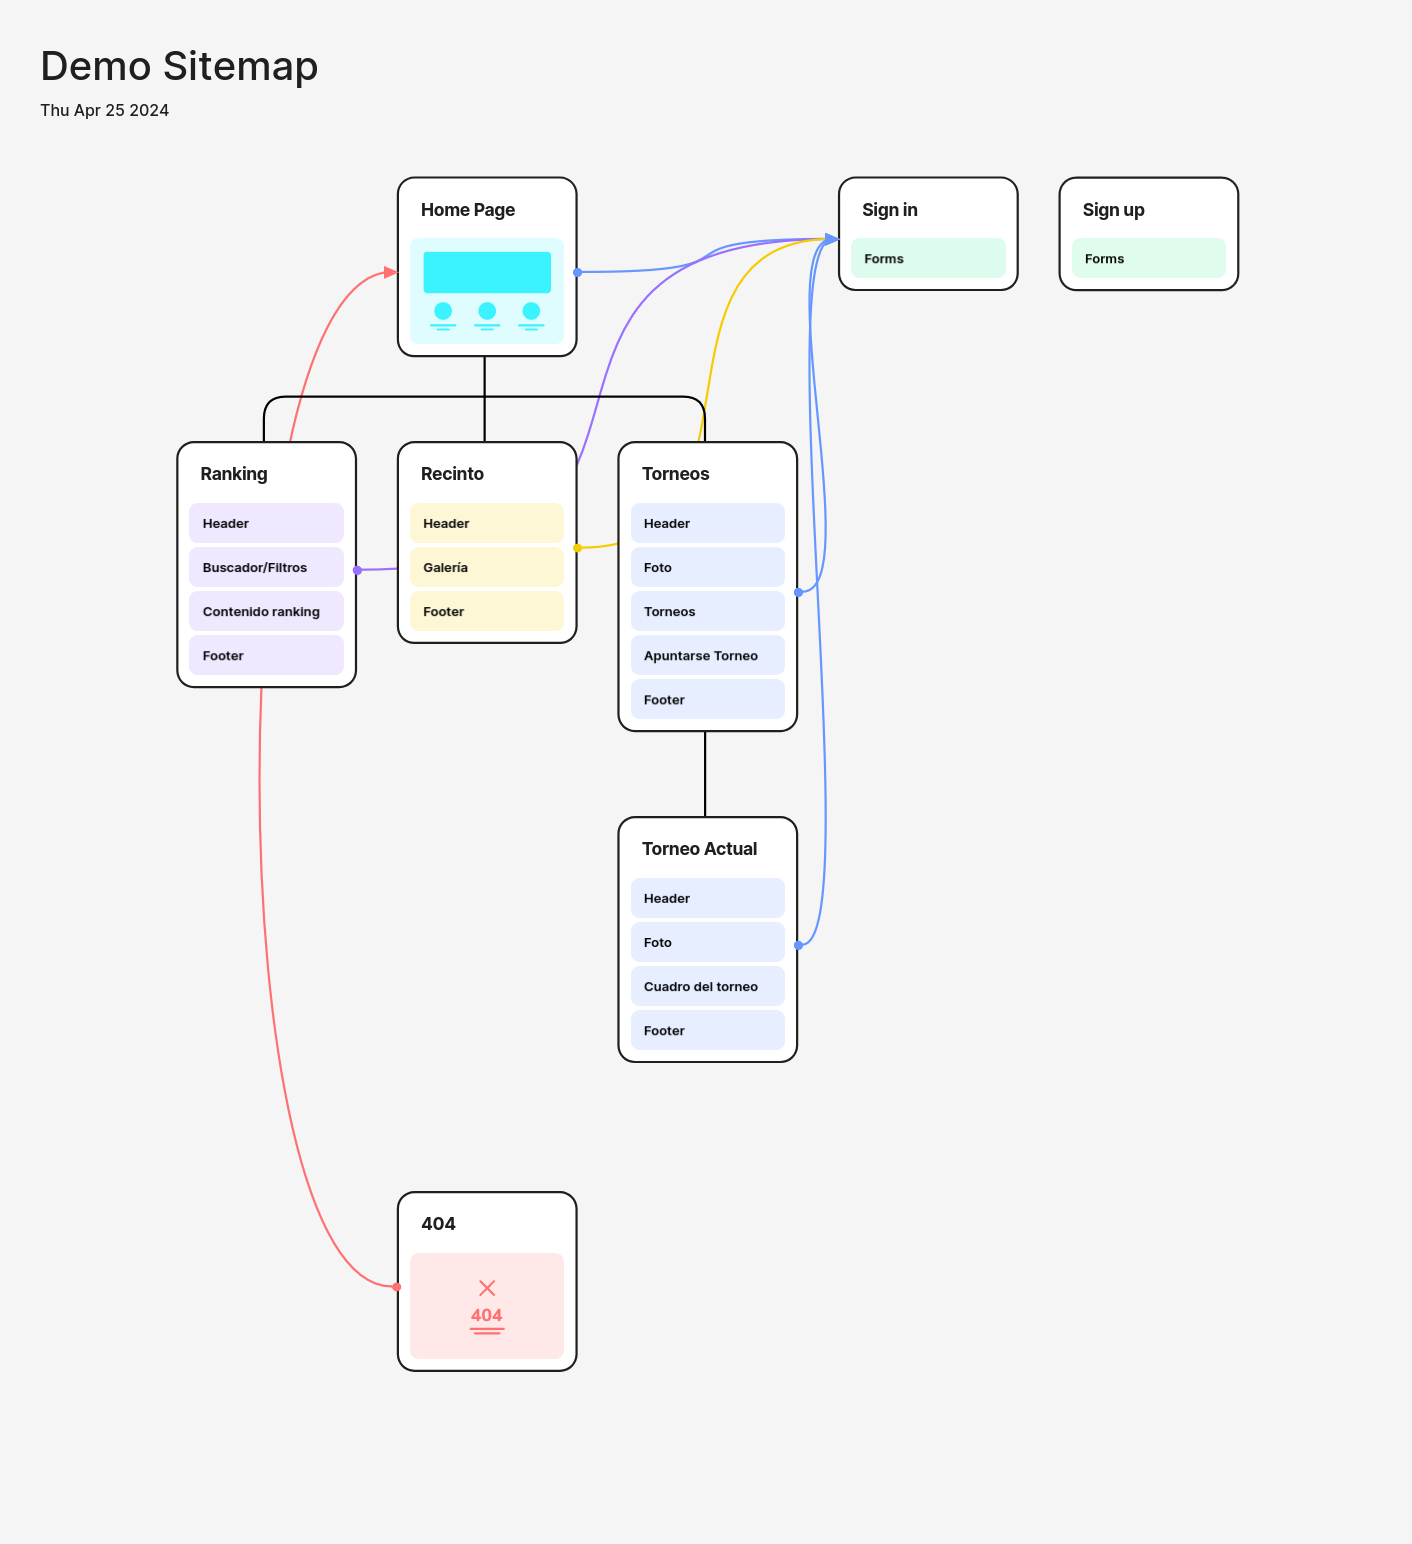 Demo Sitemap
Thu Apr 25 2024
Home Page
Sign in
Forms
Sign up
Forms
Ranking
Header
Buscador/Filtros
Contenido ranking
Footer
Recinto
Header
Galería
Footer
Torneos
Header
Foto
Torneos
Apuntarse Torneo
Footer
Torneo Actual
Header
Foto
Cuadro del torneo
Footer
404
404